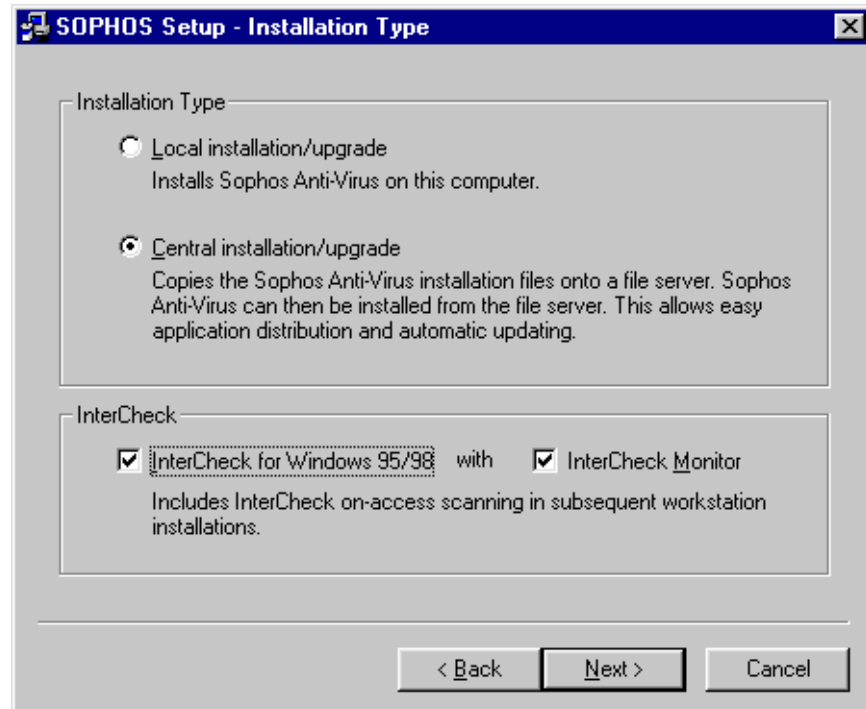 SOPHOS Setup - Installation Type
Installation Type
Local installation/upgrade
Installs Sophos Anti-Virus on this computer.
Central installation/upgrade
Copies the Sophos Anti-Virus installation files onto a file server. Sophos
Anti-Virus can then be installed from the file server. This allows easy
application distribution and automatic updating.
InterCheck
InterCheck for Windows 95/98 with InterCheck Monitor
Includes InterCheck on-access scanning in subsequent workstation
installations.
< Back Next > Cancel